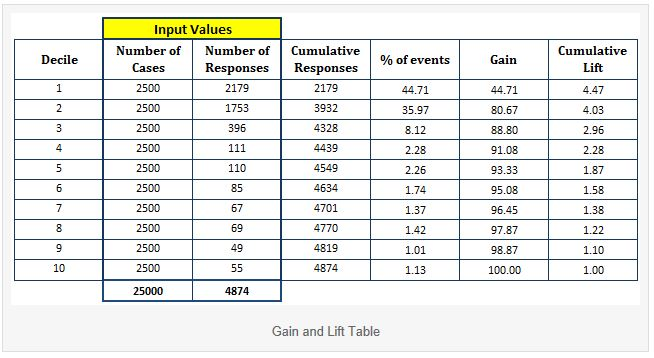 Input Values
Decile Number of Cases Number of Responses Cumulative Responses % of events Gain Cumulative Lift
1 2500 2179 2179 44.71 44.71 4.47
2 2500 1753 3932 35.97 80.67 4.03
3 2500 396 4328 8.12 88.80 2.96
4 2500 111 4439 2.28 91.08 2.28
5 2500 110 4549 2.26 93.33 1.87
6 2500 85 4634 1.74 95.08 1.58
7 2500 67 4701 1.37 96.45 1.38
8 2500 69 4770 1.42 97.87 1.22
9 2500 49 4819 1.01 98.87 1.10
10 2500 55 4874 1.13 100.00 1.00
25000 4874
Gain and Lift Table